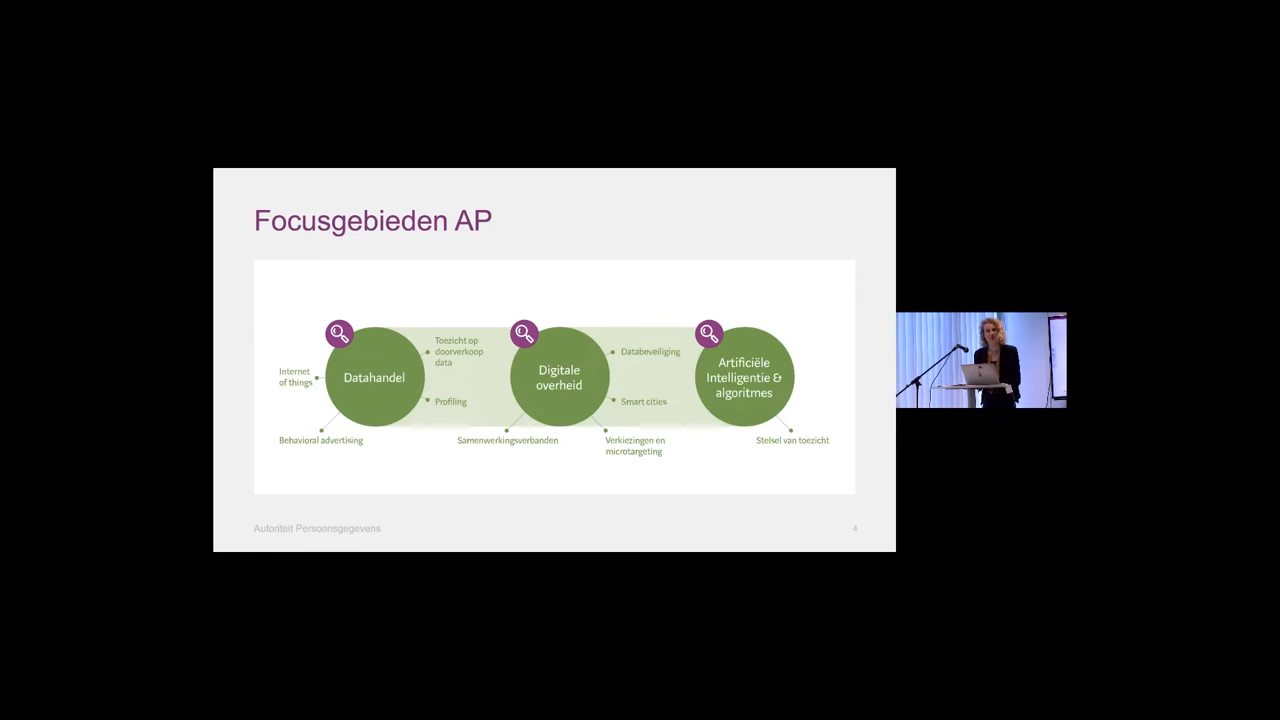 Focusgebieden AP
Internet
of things
Datahandel
Toezicht op
doorverkoop
data
Profiling
Behavioral advertising
Digitale
overheid
Databeveiliging
Smart cities
Samenwerkingsverbanden
Verkiezingen en
microtargeting
Artificiële
Intelligentie &
algoritmes
Stelsel van toezicht
Autoriteit Persoonsgegevens
4